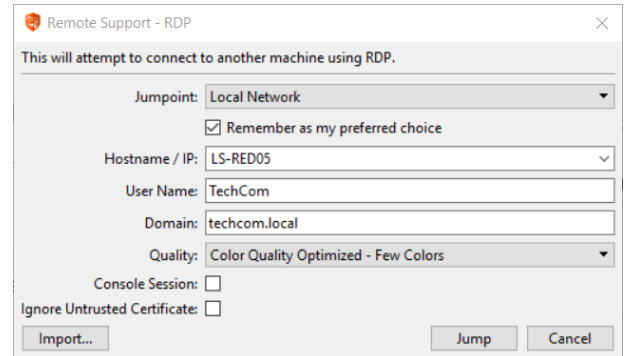 Remote Support - RDP
This will attempt to connect to another machine using RDP.
Jumpoint: Local Network
Remember as my preferred choice
Hostname / IP: LS-RED05
User Name: TechCom
Domain: techcom.local
Quality: Color Quality Optimized - Few Colors
Console Session:
Ignore Untrusted Certificate:
Import... Jump Cancel